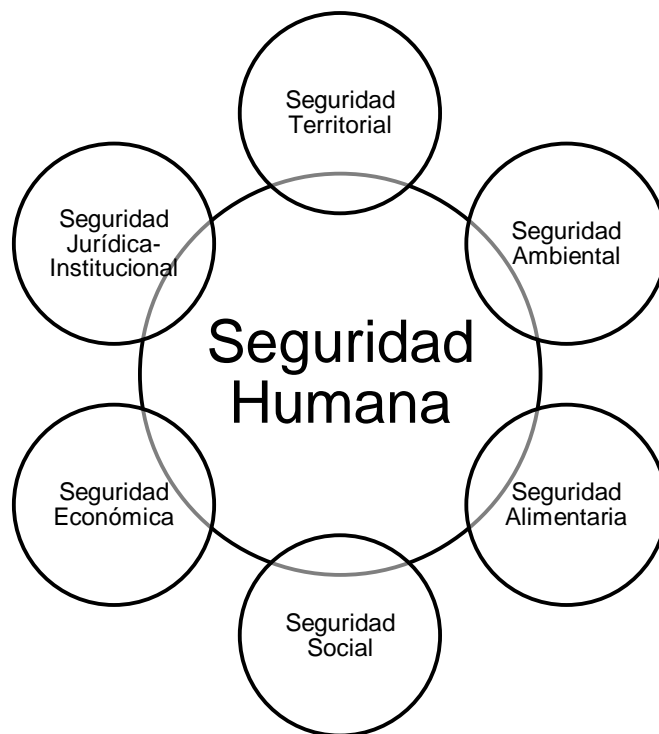 Seguridad
Territorial
Seguridad
Jurídica-
Institucional
Seguridad
Ambiental
Seguridad
Humana
Seguridad
Económica
Seguridad
Alimentaria
Seguridad
Social